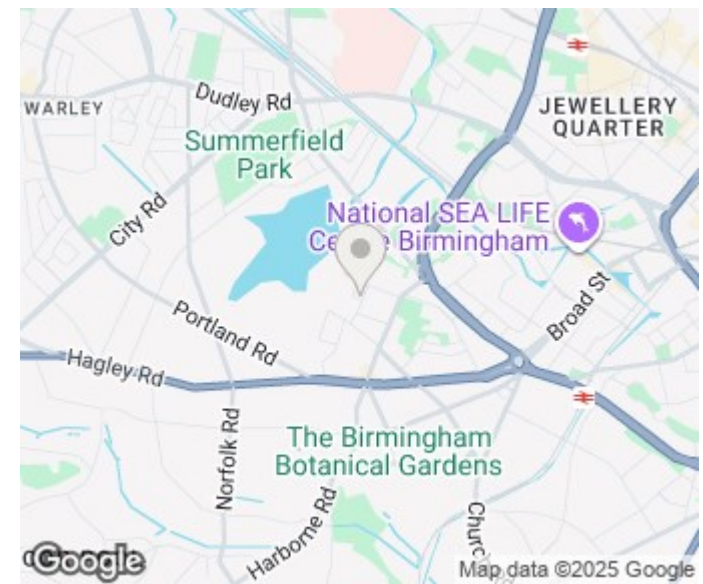 WARLEY
Dudley Rd
JEWELLERY
QUARTER
Summerfield
Park
City Rd
National SEA LIFE
Centre Birmingham
Broad St
Portland Rd
Hagley Rd
Norfolk Rd
The Birmingham
Botanical Gardens
Harborne Rd
Google
Map data ©2025 Google